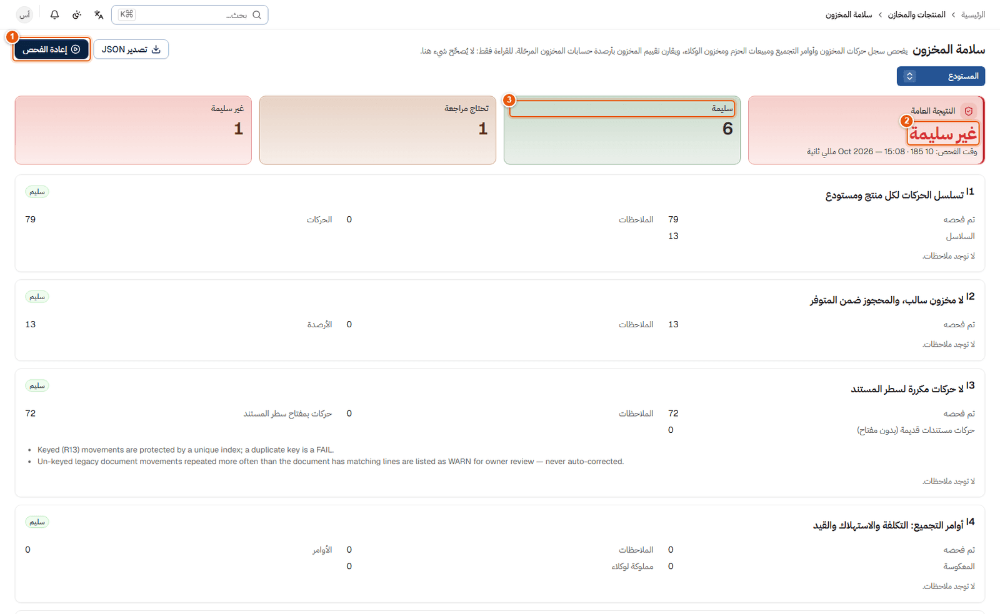 الرئيسية › المنتجات والمخازن › سلامة المخزون
بحث... ⌘K
أس
سلامة المخزون
يفحص سجل حركات المخزون وأوامر التجميع ومبيعات الحزم ومخزون الوكلاء، ويقارن تقييم المخزون بأرصدة حسابات المخزون المرحّلة. للقراءة فقط: لا يُصحَّح شيء هنا.
تصدير JSON
1
إعادة الفحص
المستودع
النتيجة العامة
2
غير سليمة
وقت الفحص: 10 Oct 2026 — 15:08 · 185 مللي ثانية
3
سليمة
6
تحتاج مراجعة
1
غير سليمة
1
I1 تسلسل الحركات لكل منتج ومستودع
سليم
تم فحصه 79 الملاحظات 0 الحركات 79
السلاسل 13
لا توجد ملاحظات.
I2 لا مخزون سالب، والمحجوز ضمن المتوفر
سليم
تم فحصه 13 الملاحظات 0 الأرصدة 13
لا توجد ملاحظات.
I3 لا حركات مكررة لسطر المستند
سليم
تم فحصه 72 الملاحظات 0 حركات بمفتاح سطر المستند 72
حركات مستندات قديمة (بدون مفتاح) 0
• Keyed (R13) movements are protected by a unique index; a duplicate key is a FAIL.
• Un-keyed legacy document movements repeated more often than the document has matching lines are listed as WARN for owner review — never auto-corrected.
لا توجد ملاحظات.
I4 أوامر التجميع: التكلفة والاستهلاك والقيد
سليم
تم فحصه 0 الملاحظات 0 الأوامر 0
المعكوسة 0 مملوكة لوكلاء 0
لا توجد ملاحظات.